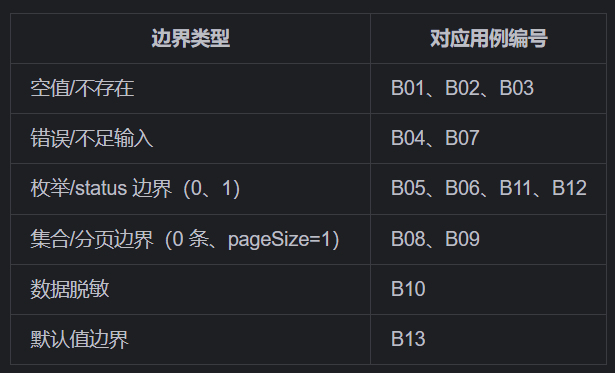 边界类型 对应用例编号
空值/不存在 B01、B02、B03
错误/不足输入 B04、B07
枚举/status 边界（0、1） B05、B06、B11、B12
集合/分页边界（0 条、pageSize=1） B08、B09
数据脱敏 B10
默认值边界 B13